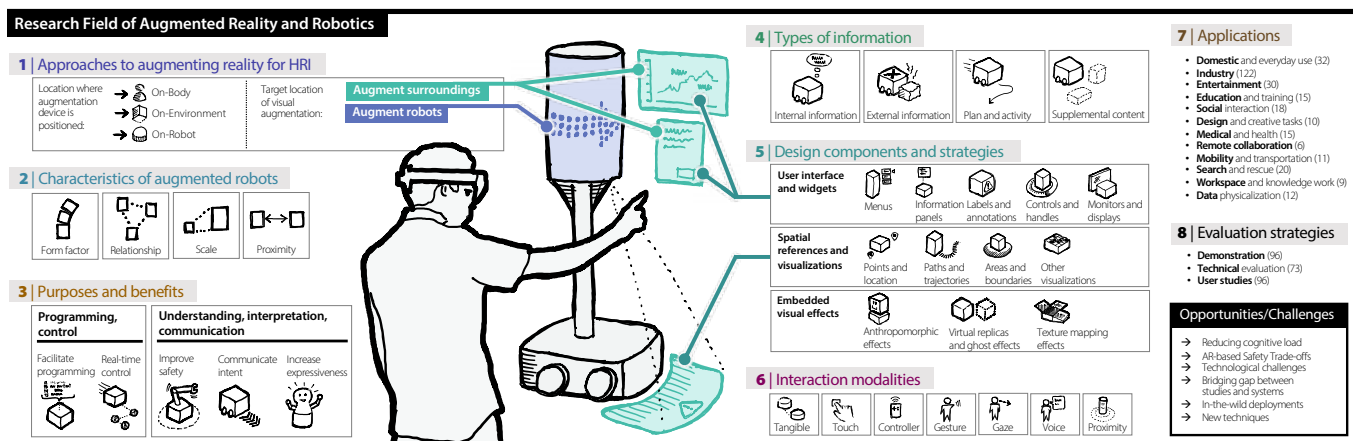 Research Field of Augmented Reality and Robotics
1 | Approaches to augmenting reality for HRI
Location where
augmentation
device is
positioned:
→ On-Body
→ On-Environment
→ On-Robot
Target location
of visual
augmentation:
Augment surroundings
Augment robots
2 | Characteristics of augmented robots
Form factor
Relationship
Scale
Proximity
3 | Purposes and benefits
Programming,
control
Facilitate
programming
Real-time
control
Understanding, interpretation,
communication
Improve
safety
Communicate
intent
Increase
expressiveness
4 | Types of information
Internal information
External information
Plan and activity
Supplemental content
5 | Design components and strategies
User interface
and widgets
Menus
Information
panels
Labels and
annotations
Controls and
handles
Monitors and
displays
Spatial
references and
visualizations
Points and
location
Paths and
trajectories
Areas and
boundaries
Other
visualizations
Embedded
visual effects
Anthropomorphic
effects
Virtual replicas
and ghost effects
Texture mapping
effects
6 | Interaction modalities
Tangible
Touch
Controller
Gesture
Gaze
Voice
Proximity
7 | Applications
• Domestic and everyday use (32)
• Industry (122)
• Entertainment (30)
• Education and training (15)
• Social interaction (18)
• Design and creative tasks (10)
• Medical and health (15)
• Remote collaboration (6)
• Mobility and transportation (11)
• Search and rescue (20)
• Workspace and knowledge work (9)
• Data physicalization (12)
8 | Evaluation strategies
• Demonstration (96)
• Technical evaluation (73)
• User studies (96)
Opportunities/Challenges
→ Reducing cognitive load
→ AR-based Safety Trade-offs
→ Technological challenges
→ Bridging gap between
studies and systems
→ In-the-wild deployments
→ New techniques